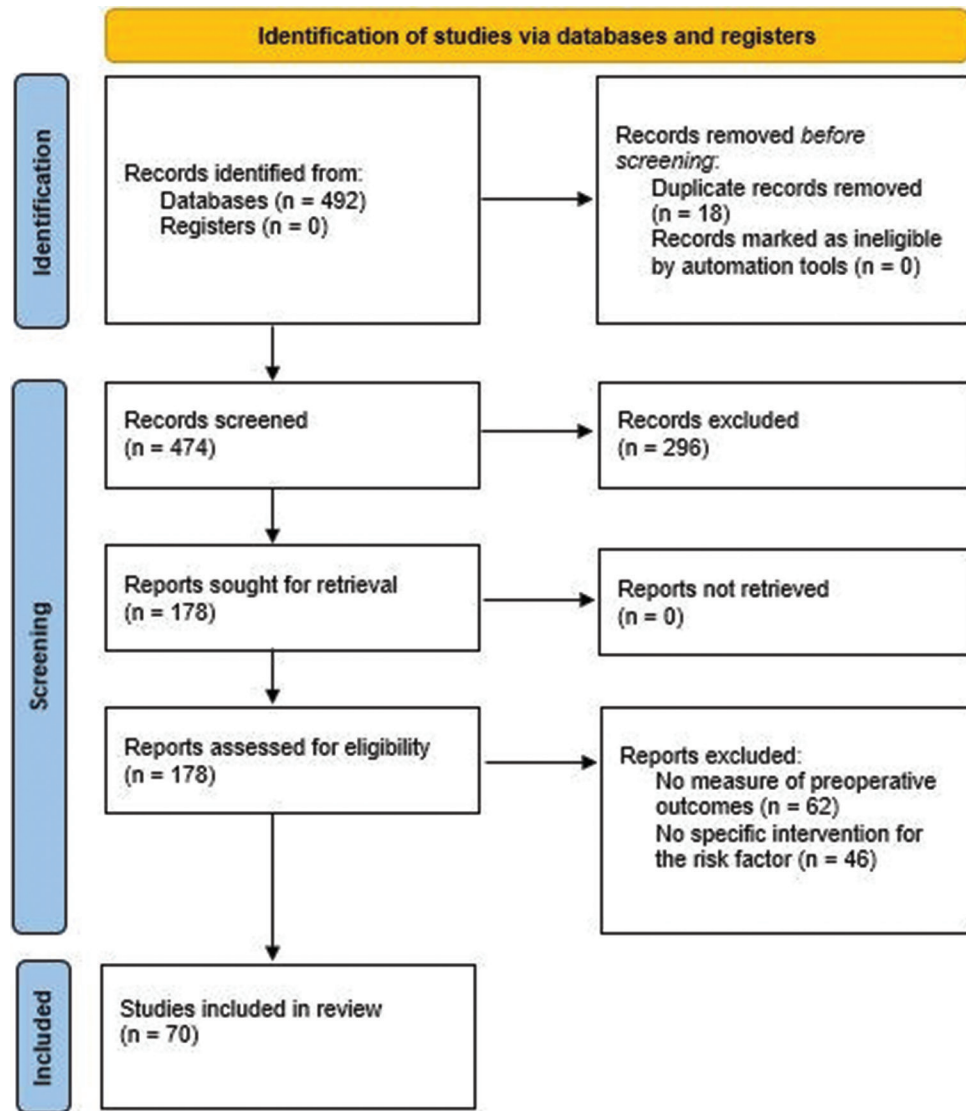 Identification of studies via databases and registers
Identification
Records identified from:
Databases (n = 492)
Registers (n = 0)
Records removed before
screening:
Duplicate records removed
(n = 18)
Records marked as ineligible
by automation tools (n = 0)
Screening
Records screened
(n = 474)
Records excluded
(n = 296)
Reports sought for retrieval
(n = 178)
Reports not retrieved
(n = 0)
Reports assessed for eligibility
(n = 178)
Reports excluded:
No measure of preoperative
outcomes (n = 62)
No specific intervention for
the risk factor (n = 46)
Included
Studies included in review
(n = 70)